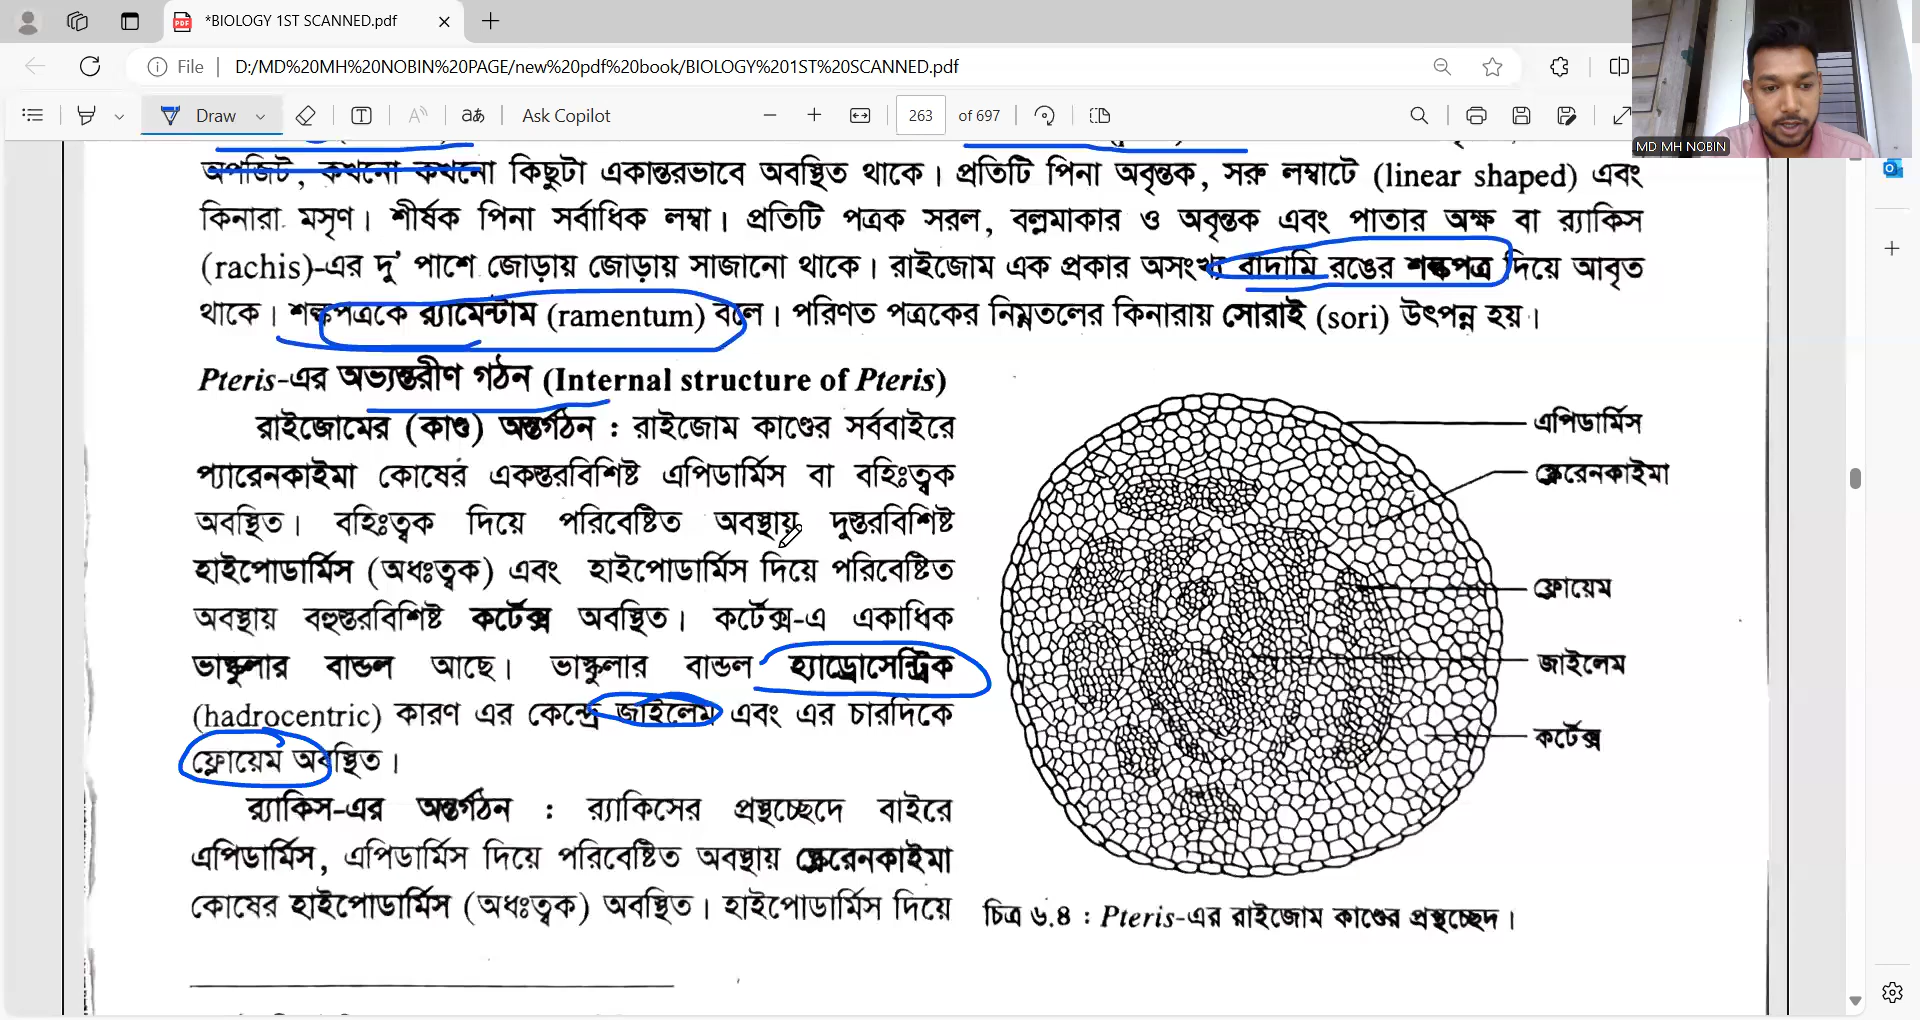 *BIOLOGY 1ST SCANNED.pdf
File
D:/MD%20MH%20NOBIN%20PAGE/new%20pdf%20book/BIOLOGY%201ST%20SCANNED.pdf
Draw
Ask Copilot
263 of 697
MD MH NOBIN
অপজিট, কখনো কখনো কিছুটা একান্তরভাবে অবস্থিত থাকে। প্রতিটি পিনা অবৃন্তক, সরু লম্বাটে (linear shaped) এবং
কিনারা মসৃণ। শীর্ষক পিনা সর্বাধিক লম্বা। প্রতিটি পত্রক সরল, বল্লমাকার ও অবৃন্তক এবং পাতার অক্ষ বা র‍্যাকিস
(rachis)-এর দু' পাশে জোড়ায় জোড়ায় সাজানো থাকে। রাইজোম এক প্রকার অসংখ্য বাদামি রঙের শল্কপত্র দিয়ে আবৃত
থাকে। শল্কপত্রকে র‍্যামেন্টাম (ramentum) বলে। পরিণত পত্রকের নিম্নতলের কিনারায় সোরাই (sori) উৎপন্ন হয়।
Pteris-এর অভ্যন্তরীণ গঠন (Internal structure of Pteris)
রাইজোমের (কাণ্ড) অন্তর্গঠন : রাইজোম কাণ্ডের সর্ববাইরে
প্যারেনকাইমা কোষের একস্তরবিশিষ্ট এপিডার্মিস বা বহিঃত্বক
অবস্থিত। বহিঃত্বক দিয়ে পরিবেষ্টিত অবস্থায় দুস্তরবিশিষ্ট
হাইপোডার্মিস (অধঃত্বক) এবং হাইপোডার্মিস দিয়ে পরিবেষ্টিত
অবস্থায় বহুস্তরবিশিষ্ট কর্টেক্স অবস্থিত। কর্টেক্স-এ একাধিক
ভাস্কুলার বান্ডল আছে। ভাস্কুলার বান্ডল হ্যাড্রোসেন্ট্রিক
(hadrocentric) কারণ এর কেন্দ্রে জাইলেম এবং এর চারদিকে
ফ্লোয়েম অবস্থিত।
র‍্যাকিস-এর অন্তর্গঠন : র‍্যাকিসের প্রস্থচ্ছেদে বাইরে
এপিডার্মিস, এপিডার্মিস দিয়ে পরিবেষ্টিত অবস্থায় স্ক্লেরেনকাইমা
কোষের হাইপোডার্মিস (অধঃত্বক) অবস্থিত। হাইপোডার্মিস দিয়ে
এপিডার্মিস
স্ক্লেরেনকাইমা
ফ্লোয়েম
জাইলেম
কর্টেক্স
চিত্র ৬.৪ : Pteris-এর রাইজোম কাণ্ডের প্রস্থচ্ছেদ।